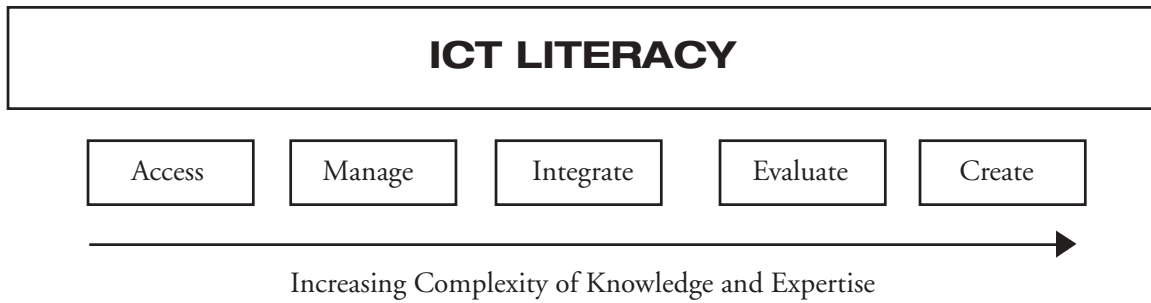 ICT LITERACY
Access Manage Integrate Evaluate Create
Increasing Complexity of Knowledge and Expertise